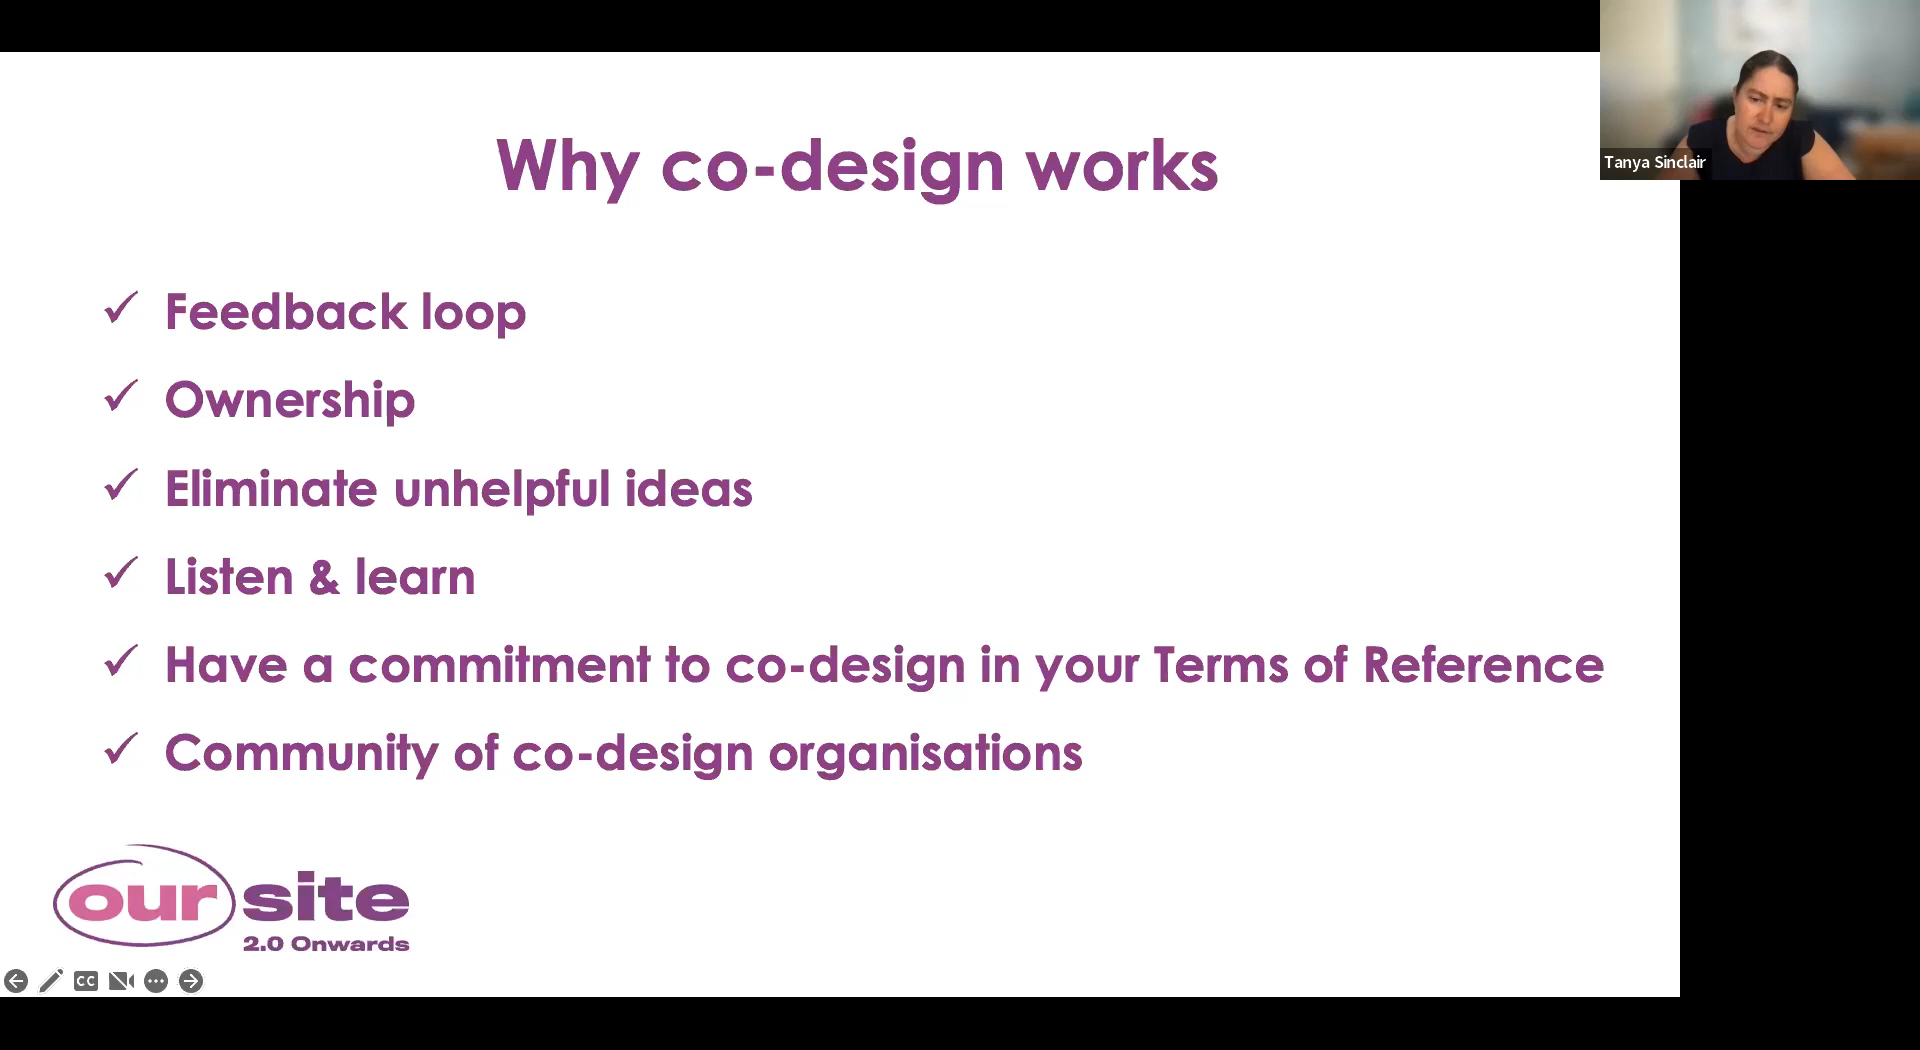 Why co-design works
Tanya Sinclair
✓ Feedback loop
✓ Ownership
✓ Eliminate unhelpful ideas
✓ Listen & learn
✓ Have a commitment to co-design in your Terms of Reference
✓ Community of co-design organisations
our site
2.0 Onwards
CC